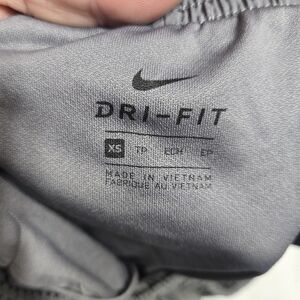 DRI-FIT
XS TP ECH EP
MADE IN VIETNAM
FABRIQUÉ AU VIETNAM